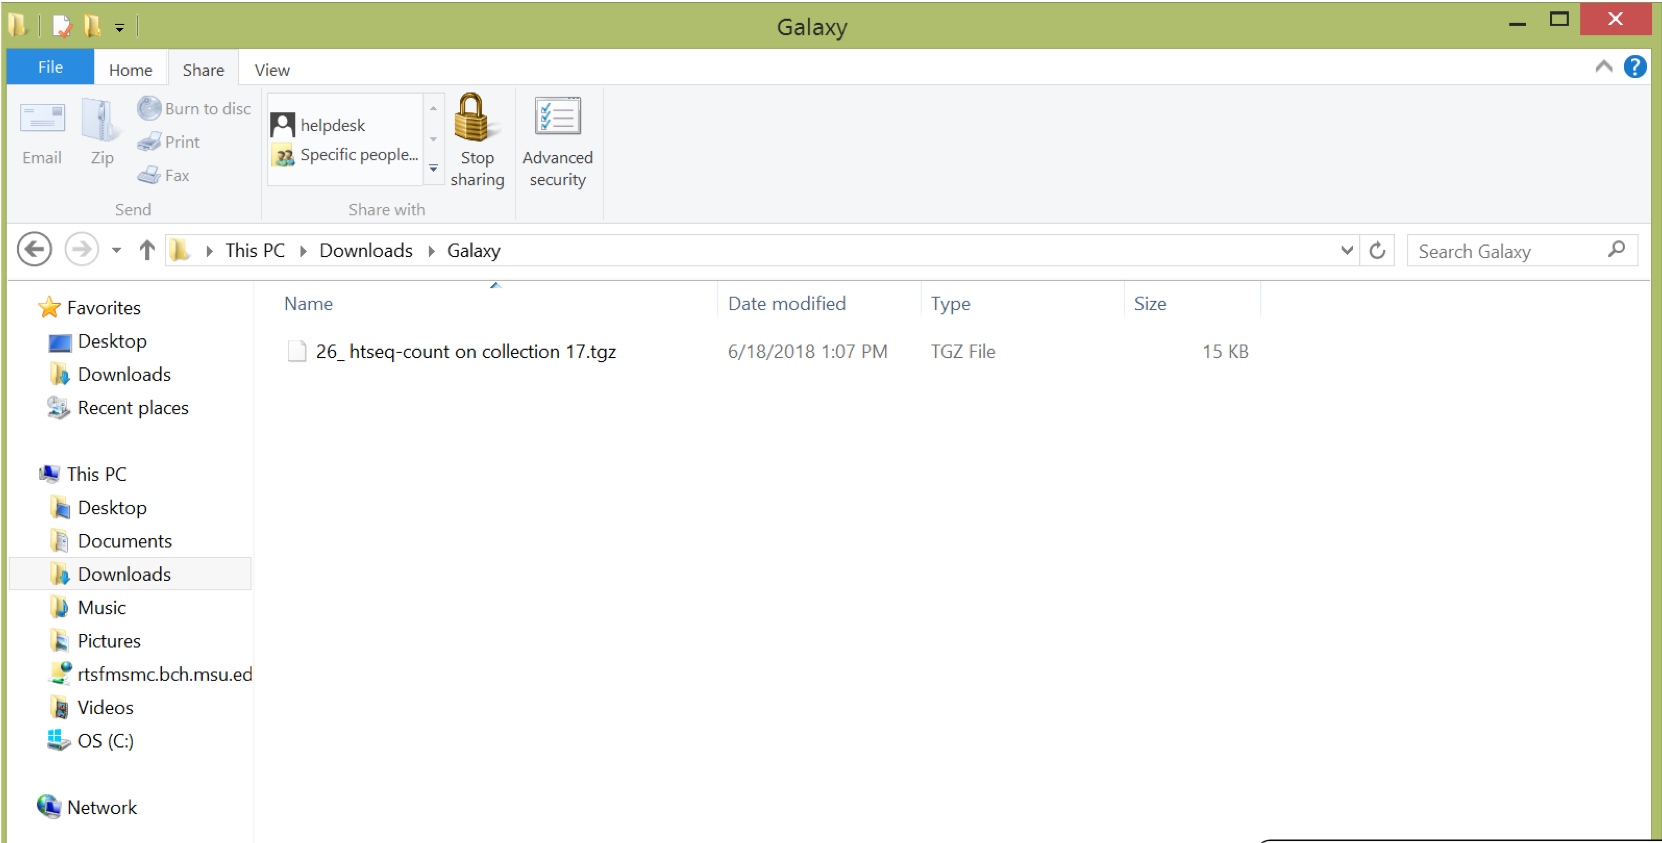 Galaxy
File Home Share View
?
Burn to disc
Print
Fax
Email
Zip
Send
helpdesk
Specific people...
Stop
sharing
Share with
Advanced
security
This PC Downloads Galaxy
Search Galaxy
Favorites
Desktop
Downloads
Recent places
This PC
Desktop
Documents
Downloads
Music
Pictures
rtsfmsmc.bch.msu.ed
Videos
OS (C:)
Network
Name Date modified Type Size
26_ htseq-count on collection 17.tgz 6/18/2018 1:07 PM TGZ File 15 KB